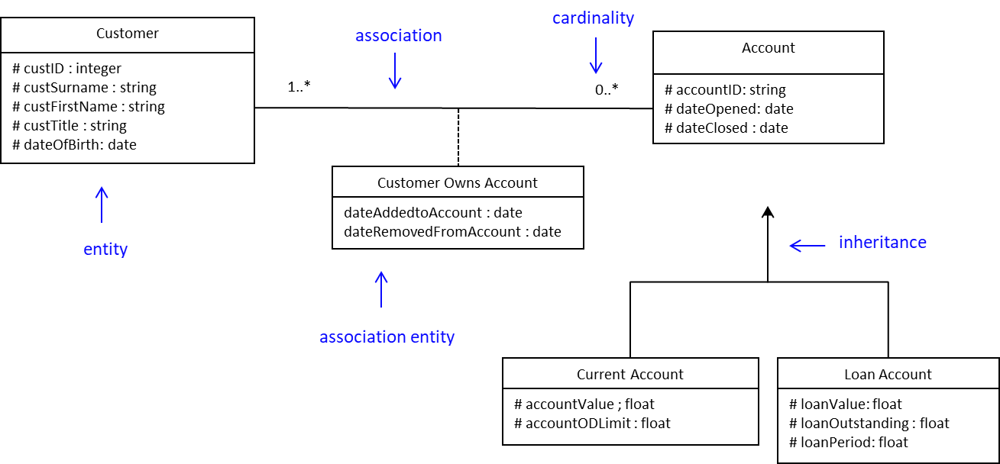 Customer
# custID : integer
# custSurname : string
# custFirstName : string
# custTitle : string
# dateOfBirth: date
association
cardinality
1..*
0..*
Account
# accountID: string
# dateOpened: date
# dateClosed : date
Customer Owns Account
dateAddedtoAccount : date
dateRemovedFromAccount : date
entity
association entity
inheritance
Current Account
# accountValue ; float
# accountODLimit : float
Loan Account
# loanValue: float
# loanOutstanding : float
# loanPeriod: float